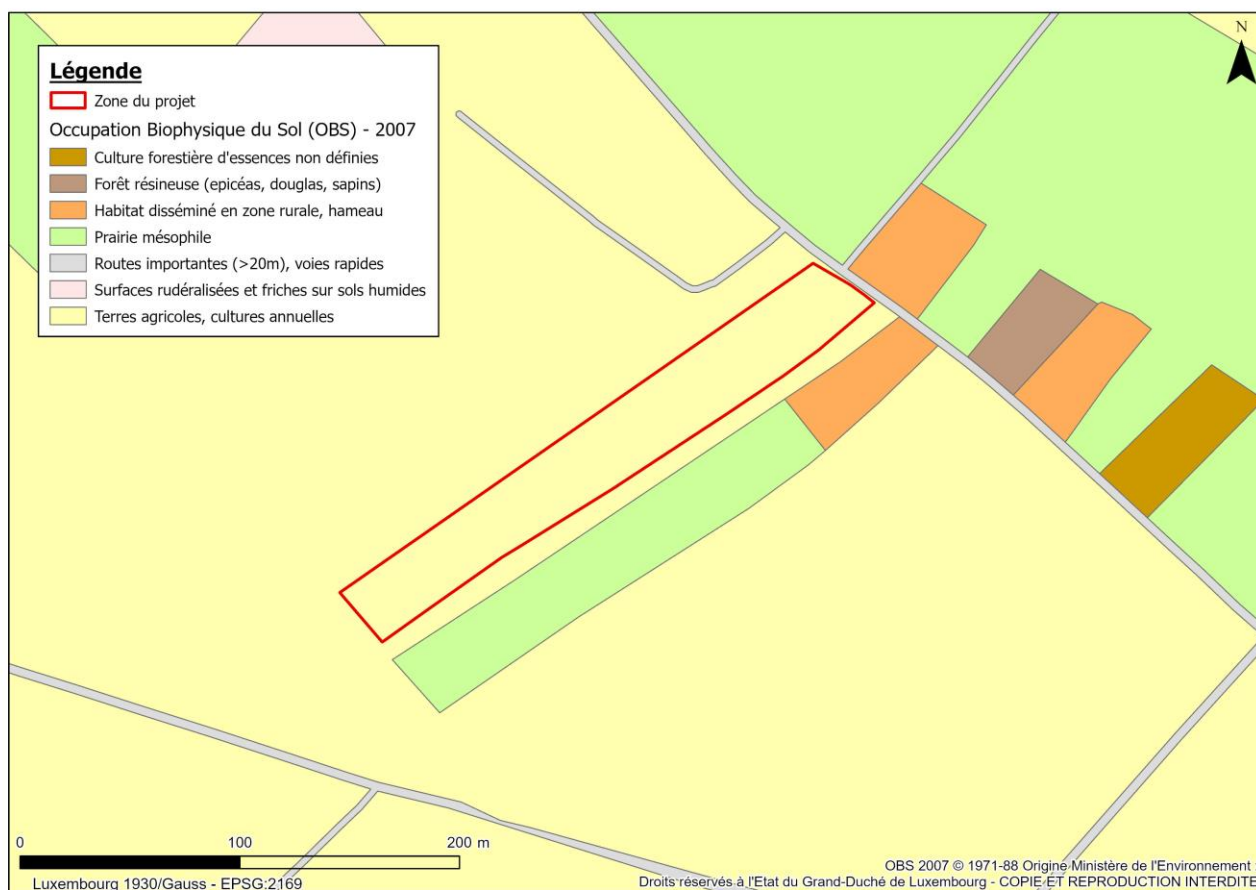 N
Légende
Zone du projet
Occupation Biophysique du Sol (OBS) - 2007
Culture forestière d'essences non définies
Forêt résineuse (epicéas, douglas, sapins)
Habitat disséminé en zone rurale, hameau
Prairie mésophile
Routes importantes (>20m), voies rapides
Surfaces rudéralisées et friches sur sols humides
Terres agricoles, cultures annuelles
0 100 200 m
Luxembourg 1930/Gauss - EPSG:2169
OBS 2007 © 1971-88 Origine Ministère de l'Environnement
Droits réservés à l'Etat du Grand-Duché de Luxembourg - COPIE ET REPRODUCTION INTERDITE